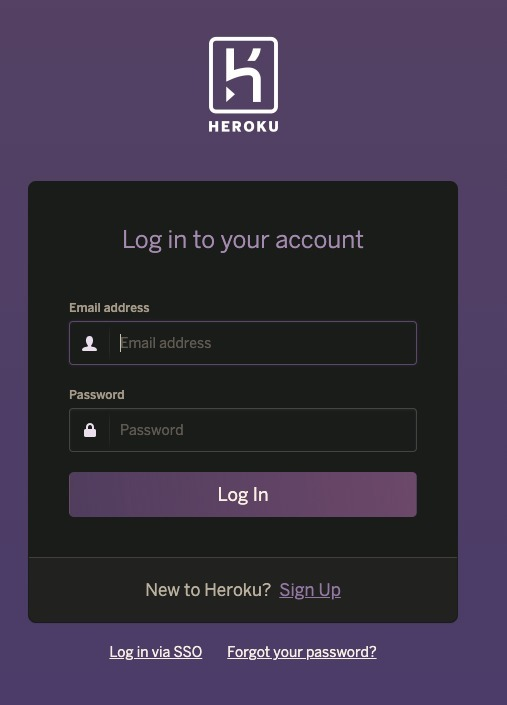 HEROKU
Log in to your account
Email address
Email address
Password
Password
Log In
New to Heroku? Sign Up
Log in via SSO Forgot your password?